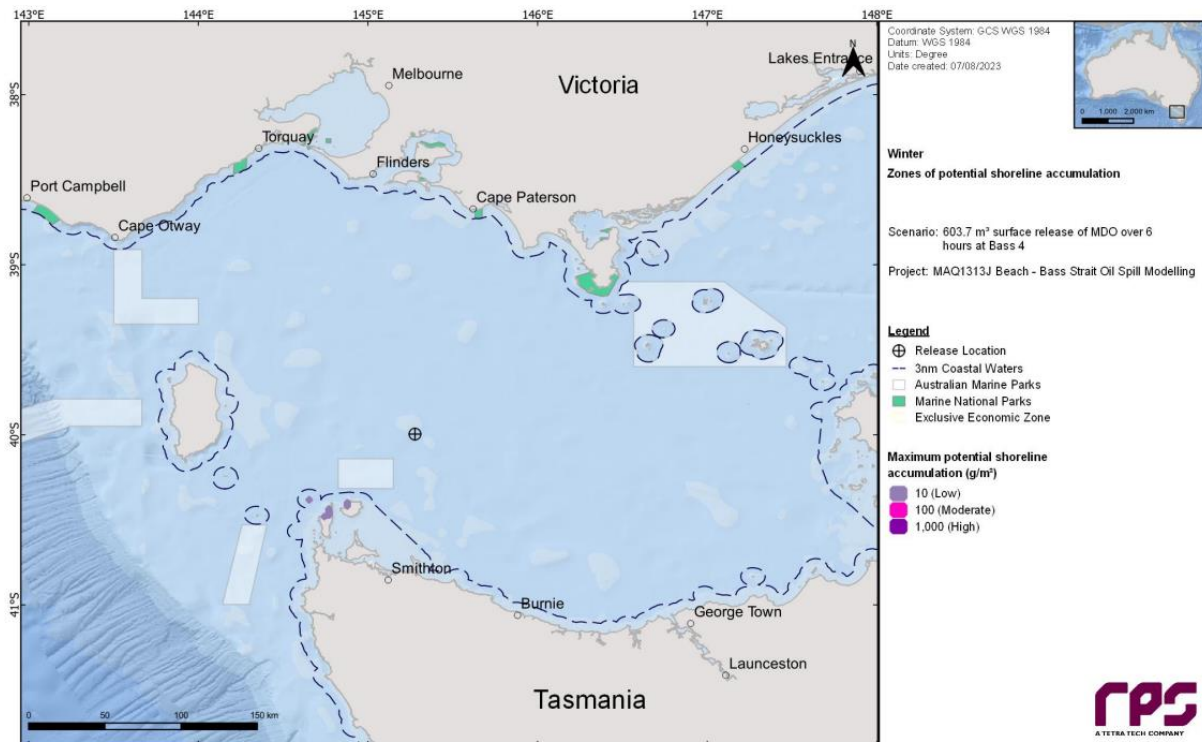 143°E 144°E 145°E 146°E 147°E 148°E
38°S
39°S
40°S
41°S
Melbourne
Victoria
Lakes Entrance
N
Torquay
Honeysuckles
Flinders
Port Campbell
Cape Paterson
Cape Otway
Smithton
Burnie
George Town
Launceston
Tasmania
0 50 100 150 km
Coordinate System: GCS WGS 1984
Datum: WGS 1984
Units: Degree
Date created: 07/08/2023
0 1,000 2,000 km
Winter
Zones of potential shoreline accumulation
Scenario: 603.7 m³ surface release of MDO over 6
hours at Bass 4
Project: MAQ1313J Beach - Bass Strait Oil Spill Modelling
Legend
Release Location
3nm Coastal Waters
Australian Marine Parks
Marine National Parks
Exclusive Economic Zone
Maximum potential shoreline
accumulation (g/m²)
10 (Low)
100 (Moderate)
1,000 (High)
rps
A TETRA TECH COMPANY